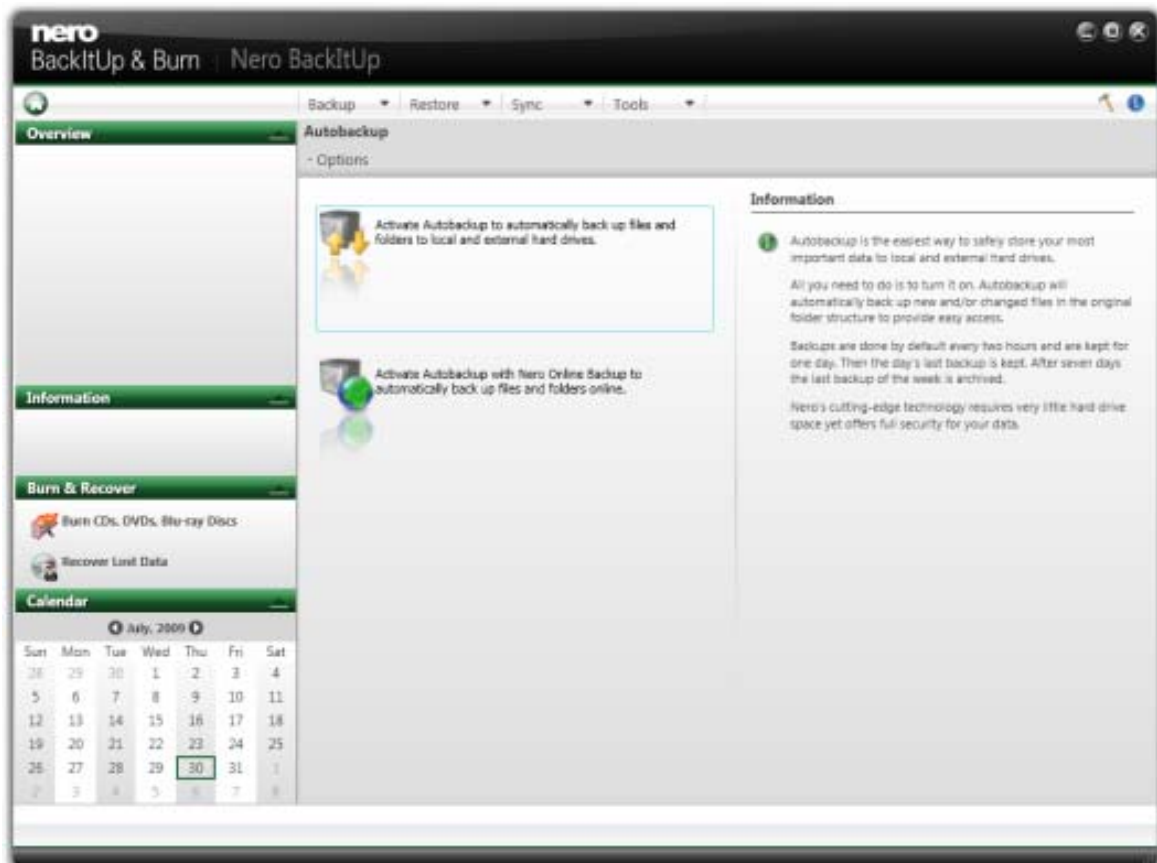 nero
BackItUp & Burn | Nero BackItUp
Backup Restore Sync Tools
Overview
Autobackup
- Options
Activate Autobackup to automatically back up files and
folders to local and external hard drives.
Activate Autobackup with Nero Online Backup to
automatically back up files and folders online.
Information
Autobackup is the easiest way to safely store your most
important data to local and external hard drives.
All you need to do is to turn it on. Autobackup will
automatically back up new and/or changed files in the original
folder structure to provide easy access.
Backups are done by default every two hours and are kept for
one day. Then the day's last backup is kept. After seven days
the last backup of the week is archived.
Nero's cutting-edge technology requires very little hard drive
space yet offers full security for your data.
Information
Burn & Recover
Burn CDs, DVDs, Blu-ray Discs
Recover Lost Data
Calendar
July, 2009
Sun Mon Tue Wed Thu Fri Sat
28 29 30 1 2 3 4
5 6 7 8 9 10 11
12 13 14 15 16 17 18
19 20 21 22 23 24 25
26 27 28 29 30 31 1
2 3 4 5 6 7 8